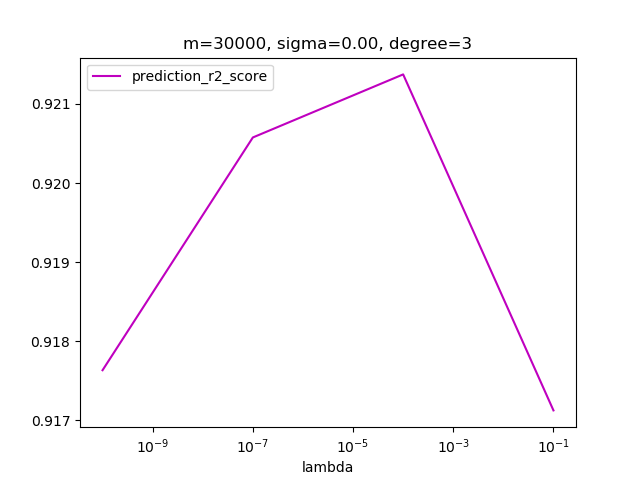 m=30000, sigma=0.00, degree=3
prediction_r2_score
0.921
0.920
0.919
0.918
0.917
10⁻⁹ 10⁻⁷ 10⁻⁵ 10⁻³ 10⁻¹
lambda